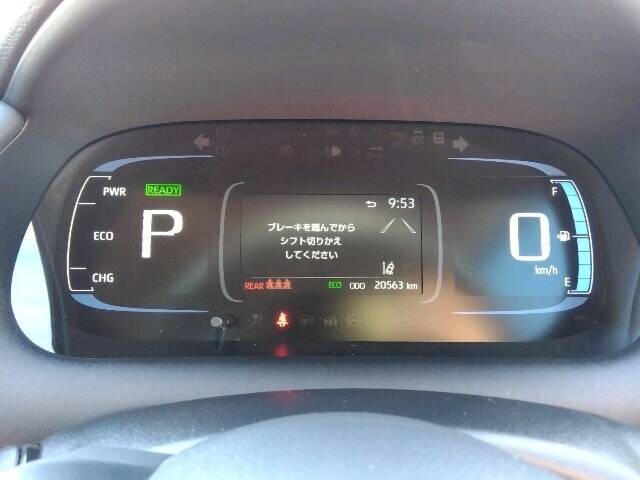 PWR
READY
ECO
CHG
P
9:53
ブレーキを踏んでから
シフト切りかえ
してください
REAR
ECO
ODO
20563 km
0
km/h
F
E